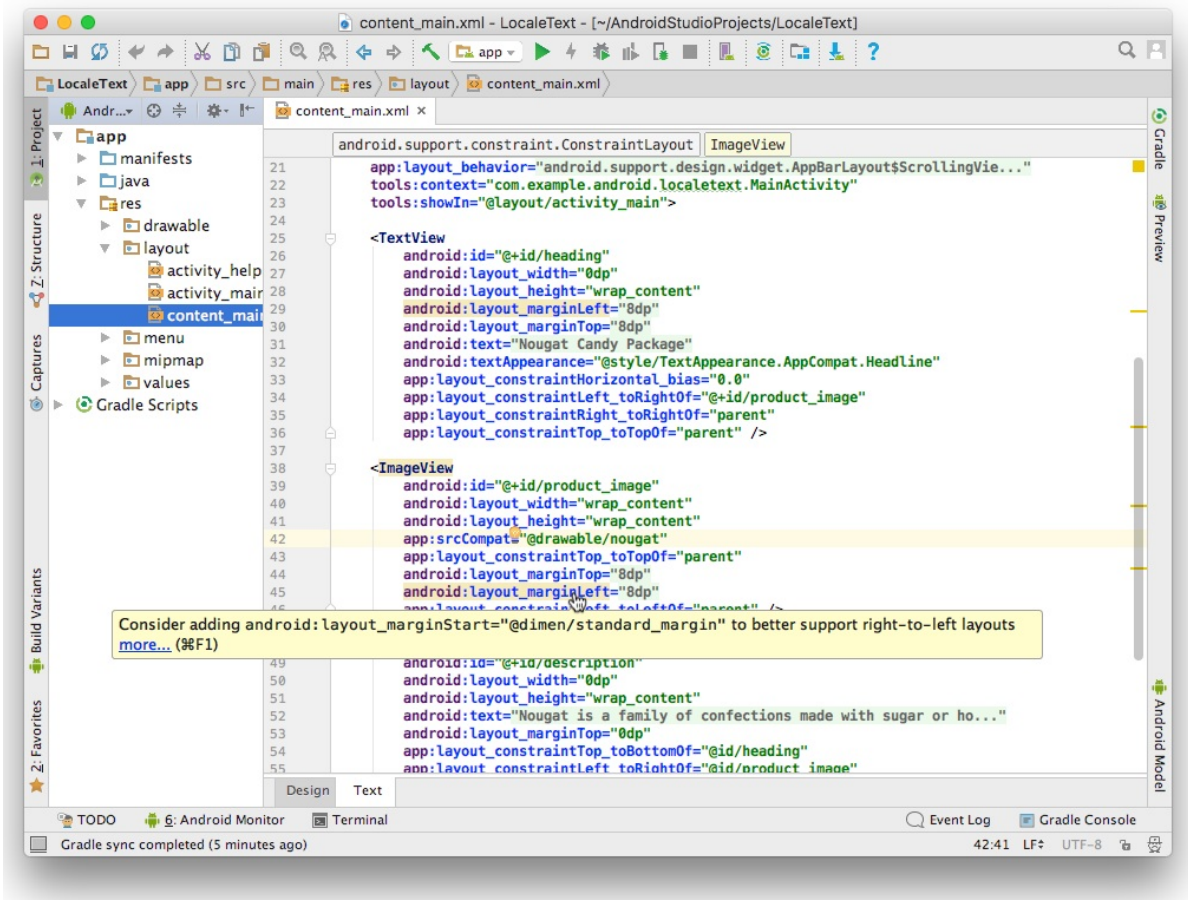 content_main.xml - LocaleText - [~/AndroidStudioProjects/LocaleText]
app
LocaleText app src main res layout content_main.xml
1: Project
Z: Structure
Captures
Build Variants
2: Favorites
Andr...
app
manifests
java
res
drawable
layout
activity_help
activity_mair
content_mai
menu
mipmap
values
Gradle Scripts
content_main.xml ×
android.support.constraint.ConstraintLayout ImageView
21 app:layout_behavior="android.support.design.widget.AppBarLayout$ScrollingVie..."
22 tools:context="com.example.android.localetext.MainActivity"
23 tools:showIn="@layout/activity_main">
24
25 <TextView
26 android:id="@+id/heading"
27 android:layout_width="0dp"
28 android:layout_height="wrap_content"
29 android:layout_marginLeft="8dp"
30 android:layout_marginTop="8dp"
31 android:text="Nougat Candy Package"
32 android:textAppearance="@style/TextAppearance.AppCompat.Headline"
33 app:layout_constraintHorizontal_bias="0.0"
34 app:layout_constraintLeft_toRightOf="@+id/product_image"
35 app:layout_constraintRight_toRightOf="parent"
36 app:layout_constraintTop_toTopOf="parent" />
37
38 <ImageView
39 android:id="@+id/product_image"
40 android:layout_width="wrap_content"
41 android:layout_height="wrap_content"
42 app:srcCompat="@drawable/nougat"
43 app:layout_constraintTop_toTopOf="parent"
44 android:layout_marginTop="8dp"
45 android:layout_marginLeft="8dp"
46 app:layout_constraintLeft_toLeftOf="parent" />
Consider adding android:layout_marginStart="@dimen/standard_margin" to better support right-to-left layouts
more... (⌘F1)
49 android:id="@+id/description"
50 android:layout_width="0dp"
51 android:layout_height="wrap_content"
52 android:text="Nougat is a family of confections made with sugar or ho..."
53 android:layout_marginTop="0dp"
54 app:layout_constraintTop_toBottomOf="@id/heading"
55 app:layout_constraintLeft_toRightOf="@id/product_image"
Gradle
Preview
Android Model
Design Text
TODO 6: Android Monitor Terminal Event Log Gradle Console
Gradle sync completed (5 minutes ago) 42:41 LF UTF-8